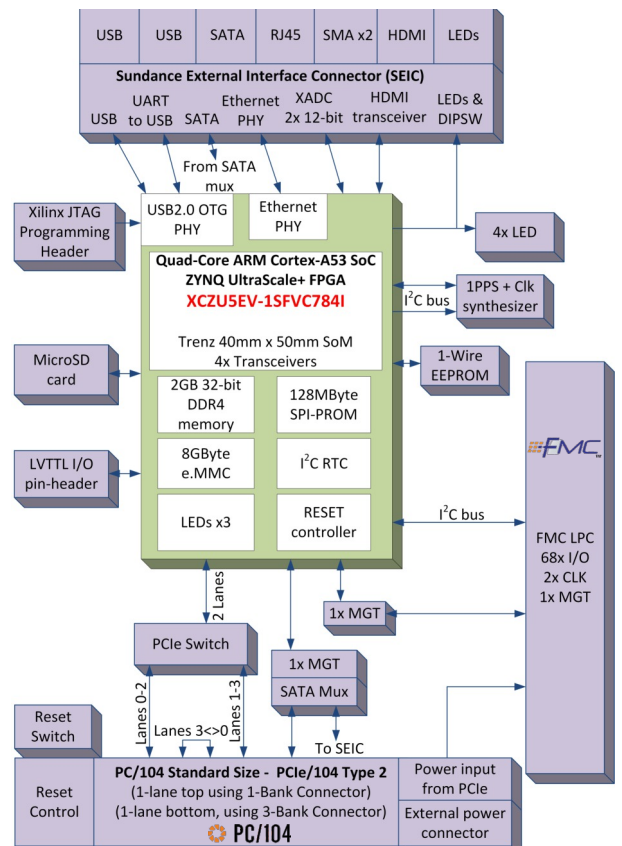 USB
USB
SATA
RJ45
SMA x2
HDMI
LEDs
Sundance External Interface Connector (SEIC)
USB
UART
to USB
SATA
Ethernet
PHY
XADC
2x 12-bit
HDMI
transceiver
LEDs &
DIPSW
From SATA
mux
Xilinx JTAG
Programming
Header
USB2.0 OTG
PHY
Ethernet
PHY
4x LED
Quad-Core ARM Cortex-A53 SoC
ZYNQ UltraScale+ FPGA
XCZU5EV-1SFVC784I
Trenz 40mm x 50mm SoM
4x Transceivers
I²C bus
1PPS + Clk
synthesizer
MicroSD
card
1-Wire
EEPROM
2GB 32-bit
DDR4
memory
128MByte
SPI-PROM
LVTTL I/O
pin-header
8GByte
e.MMC
I²C RTC
LEDs x3
RESET
controller
I²C bus
FMC
FMC LPC
68x I/O
2x CLK
1x MGT
2 Lanes
1x MGT
PCIe Switch
1x MGT
SATA Mux
Lanes 0-2
Lanes 3<>0
Lanes 1-3
To SEIC
Reset
Switch
Reset
Control
PC/104 Standard Size - PCIe/104 Type 2
(1-lane top using 1-Bank Connector)
(1-lane bottom, using 3-Bank Connector)
PC/104
Power input
from PCIe
External power
connector